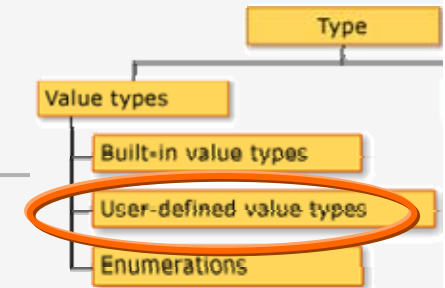 Type
Value types
Built-in value types
User-defined value types
Enumerations